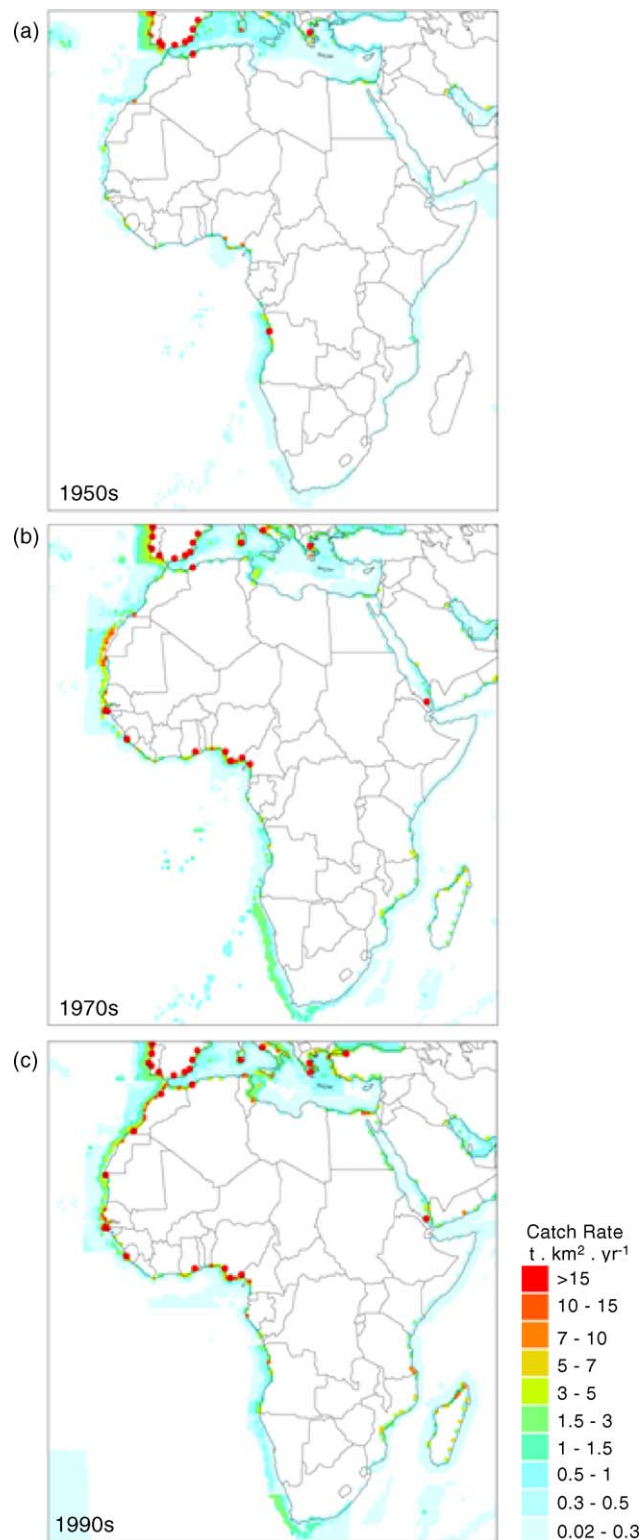 (a)
1950s
(b)
1970s
(c)
1990s
Catch Rate
t . km² . yr⁻¹
>15
10 - 15
7 - 10
5 - 7
3 - 5
1.5 - 3
1 - 1.5
0.5 - 1
0.3 - 0.5
0.02 - 0.3